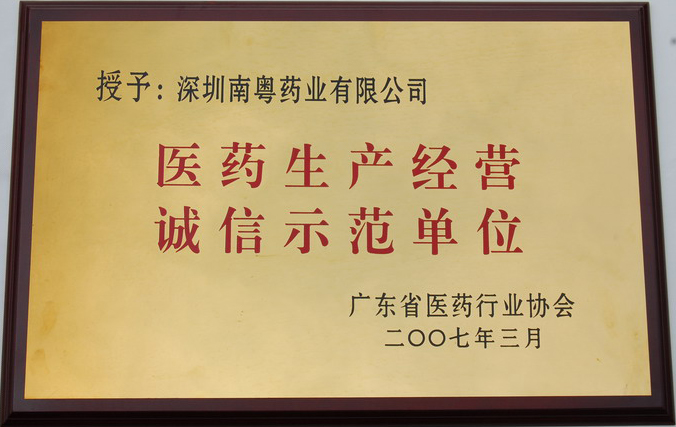 授予：深圳南粤药业有限公司
医药生产经营
诚信示范单位
广东省医药行业协会
二〇〇七年三月